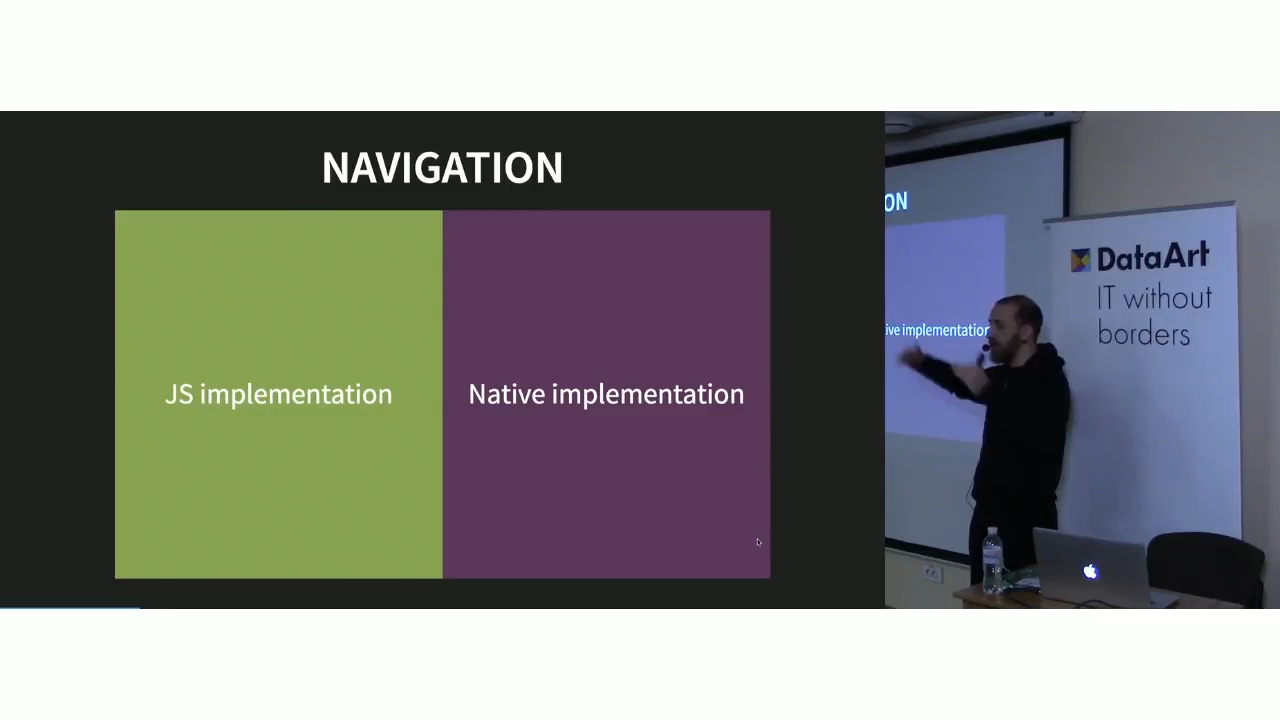 NAVIGATION
JS implementation
Native implementation
ON
ive implementation
DataArt
IT without
borders